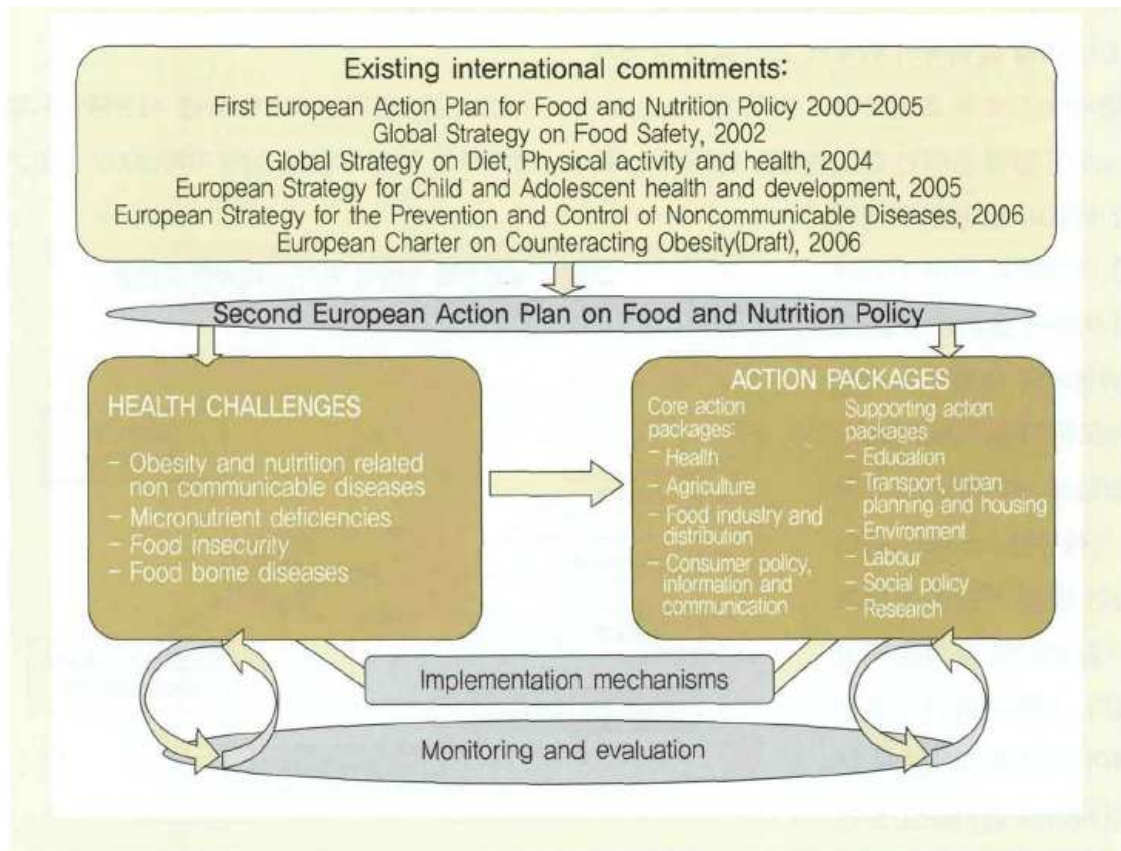 Existing international commitments:
First European Action Plan for Food and Nutrition Policy 2000-2005
Global Strategy on Food Safety, 2002
Global Strategy on Diet, Physical activity and health, 2004
European Strategy for Child and Adolescent health and development, 2005
European Strategy for the Prevention and Control of Noncommunicable Diseases, 2006
European Charter on Counteracting Obesity(Draft), 2006
Second European Action Plan on Food and Nutrition Policy
HEALTH CHALLENGES
- Obesity and nutrition related
non communicable diseases
- Micronutrient deficiencies
- Food insecurity
- Food bome diseases
ACTION PACKAGES
Core action
packages:
- Health
- Agriculture
- Food industry and
distribution
- Consumer policy,
information and
communication
Supporting action
packages
- Education
- Transport, urban
planning and housing
- Environment
- Labour
- Social policy
- Research
Implementation mechanisms
Monitoring and evaluation